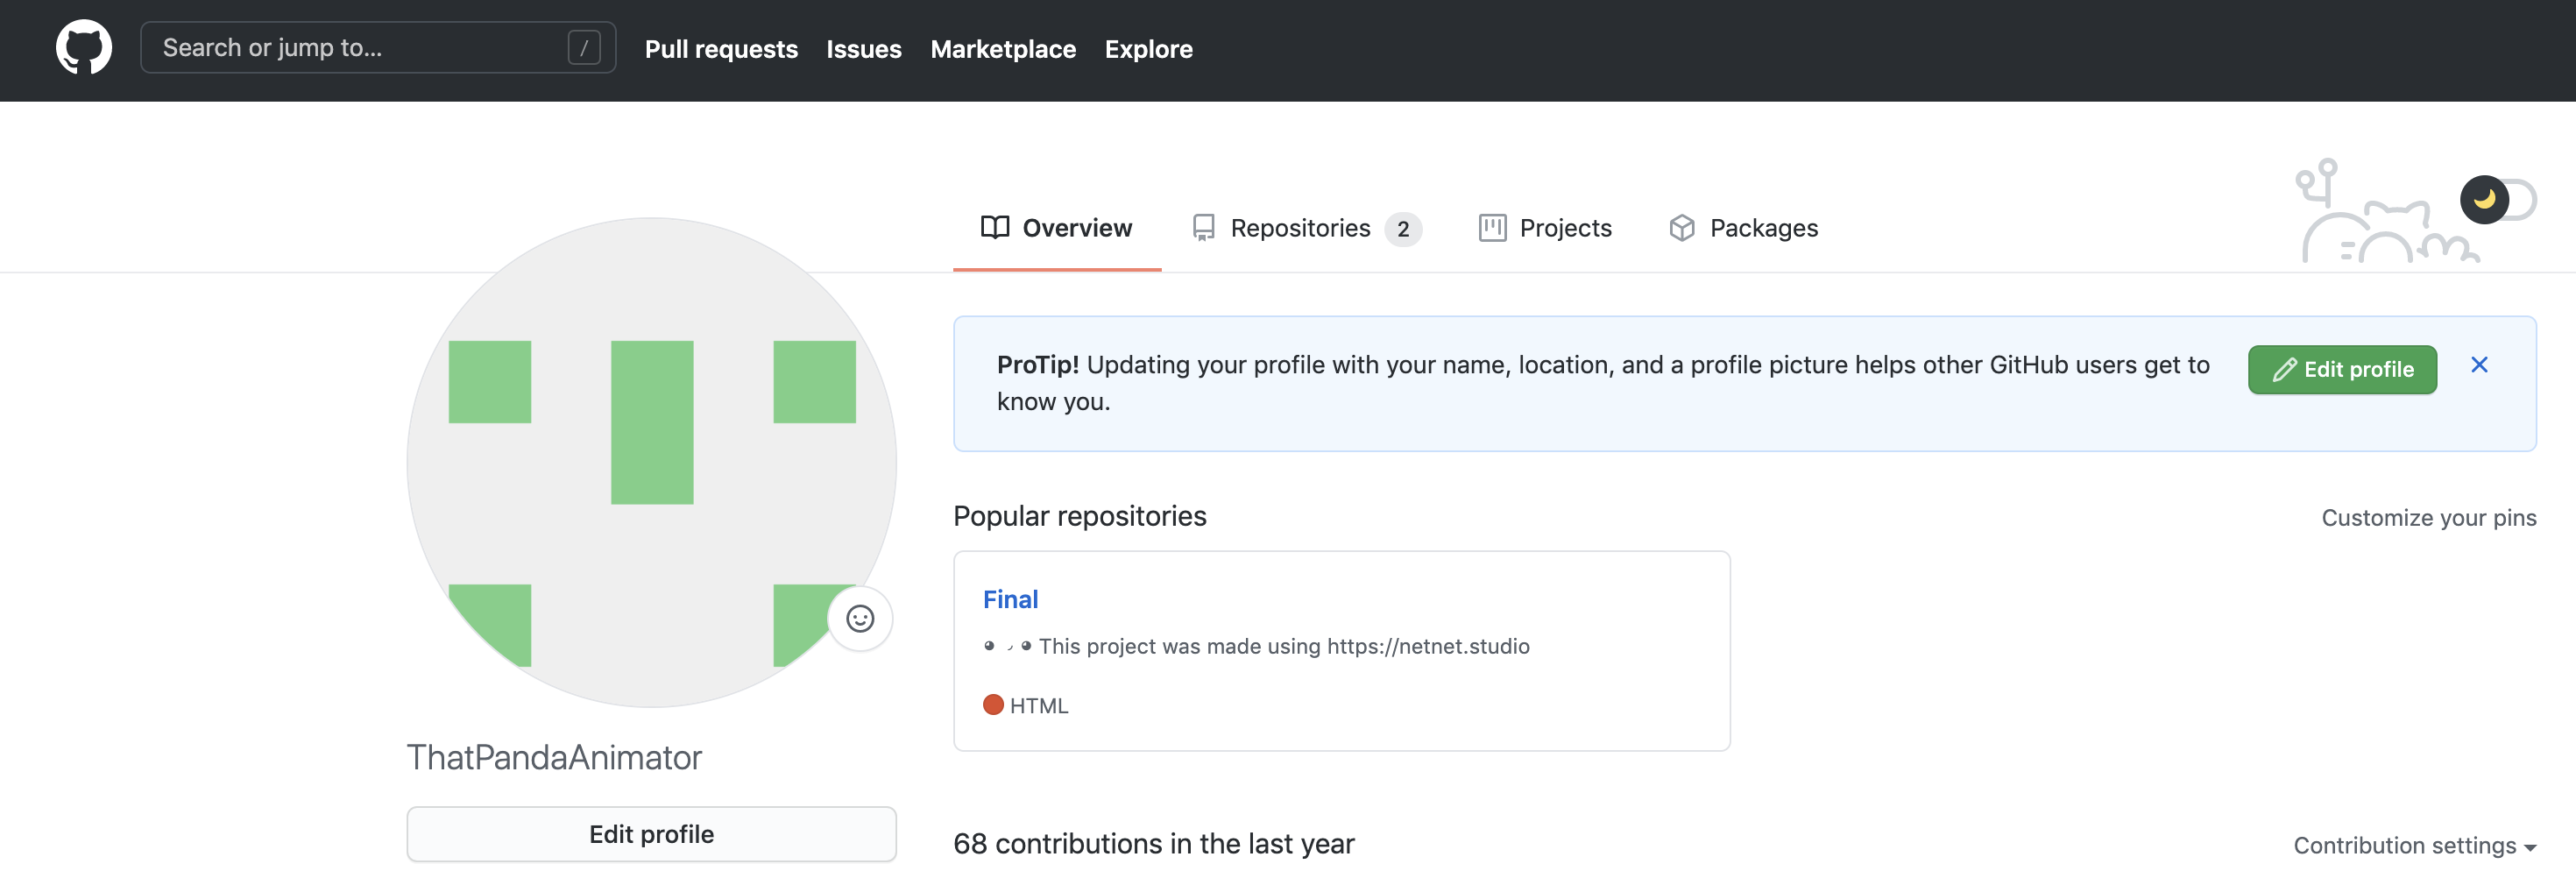 Search or jump to... /
Pull requests Issues Marketplace Explore
Overview Repositories 2 Projects Packages
ProTip! Updating your profile with your name, location, and a profile picture helps other GitHub users get to
know you.
Edit profile
Popular repositories
Customize your pins
Final
This project was made using https://netnet.studio
HTML
ThatPandaAnimator
Edit profile
68 contributions in the last year
Contribution settings